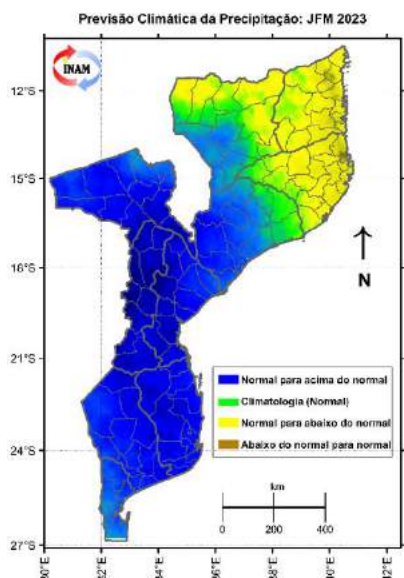 Previsão Climática da Precipitação: JFM 2023
INAM
12°S
15°S
18°S
21°S
24°S
27°S
N
Normal para acima do normal
Climatologia (Normal)
Normal para abaixo do normal
Abaixo do normal para normal
km
0 200 400